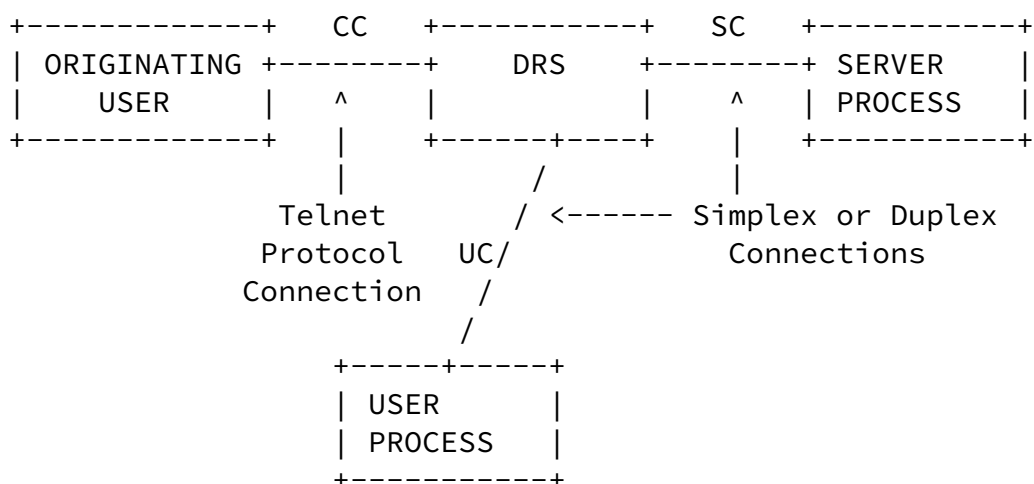 +-------------+   CC   +-----------+   SC   +-----------+
| ORIGINATING +--------+    DRS    +--------+ SERVER    |
|    USER     |   ^    |           |    ^   | PROCESS   |
+-------------+   |    +------+----+    |   +-----------+
                  |          /          |
               Telnet       / <------ Simplex or Duplex
              Protocol   UC/            Connections
             Connection   /
                         /
                  +-----+-----+
                  | USER      |
                  | PROCESS   |
                  +-----------+